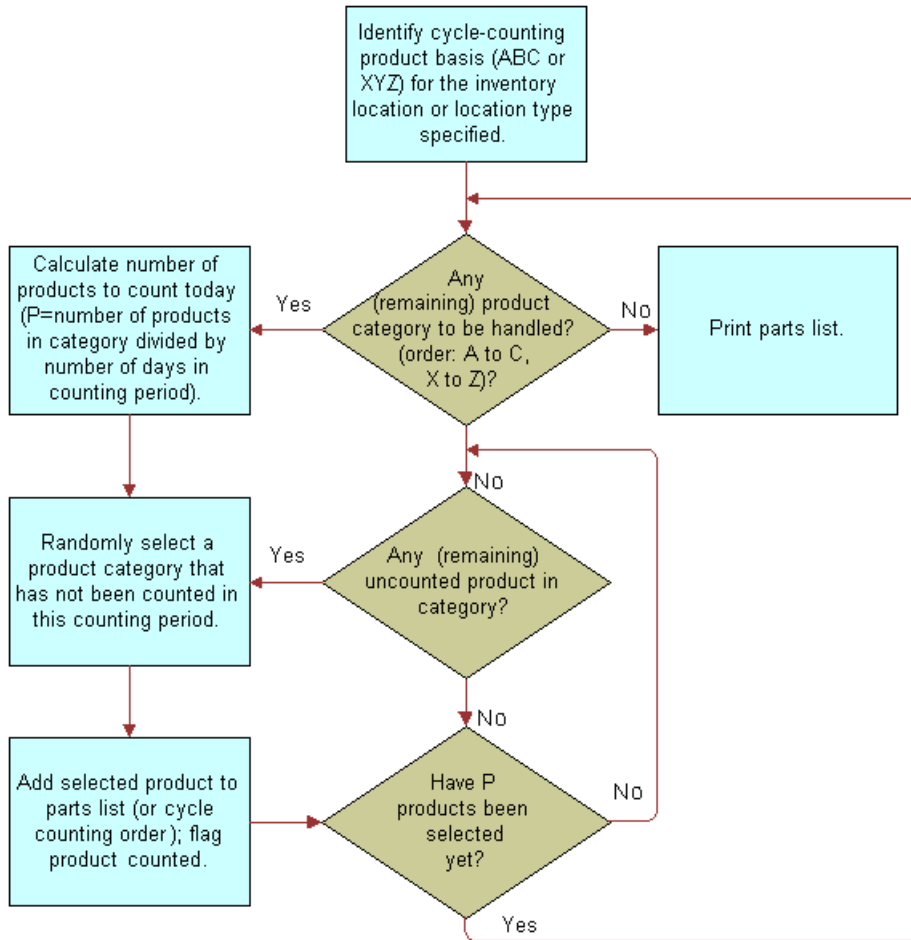 Identify cycle-counting
product basis (ABC or
XYZ) for the inventory
location or location type
specified.
Calculate number of
products to count today
(P=number of products
in category divided by
number of days in
counting period).
Yes
Any
(remaining) product
category to be handled?
(order: A to C,
X to Z)?
No
Print parts list.
No
Randomly select a
product category that
has not been counted in
this counting period.
Yes
Any (remaining)
uncounted product in
category?
No
Add selected product to
parts list (or cycle
counting order); flag
product counted.
Have P
products been
selected
yet?
No
Yes